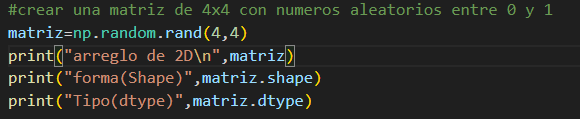 #crear una matriz de 4x4 con numeros aleatorios entre 0 y 1
matriz=np.random.rand(4,4)
print("arreglo de 2D\n",matriz)
print("forma(Shape)",matriz.shape)
print("Tipo(dtype)",matriz.dtype)